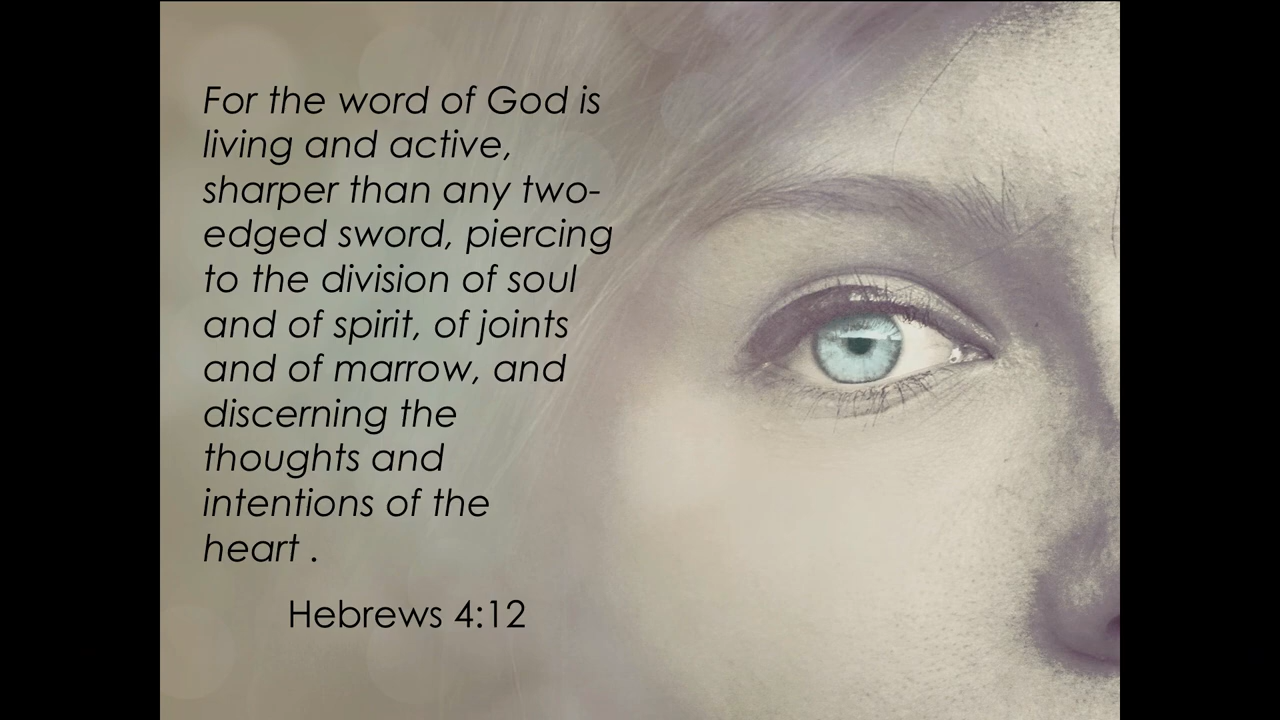 For the word of God is
living and active,
sharper than any two-
edged sword, piercing
to the division of soul
and of spirit, of joints
and of marrow, and
discerning the
thoughts and
intentions of the
heart .
Hebrews 4:12